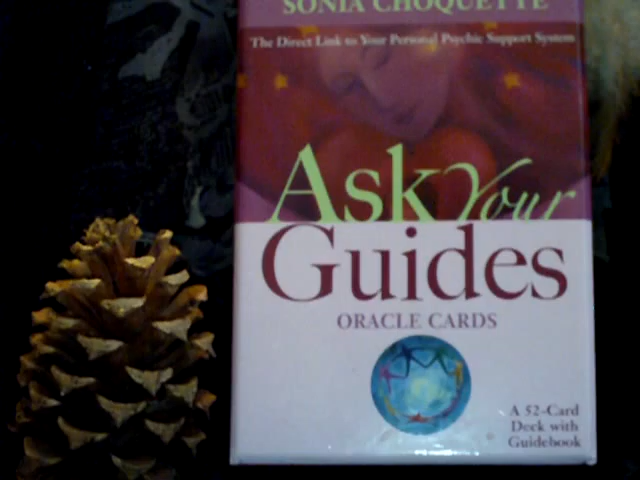 SONIA CHOQUETTE
The Direct Link to Your Personal Psychic Support System
Ask Your
Guides
ORACLE CARDS
A 52-Card
Deck with
Guidebook